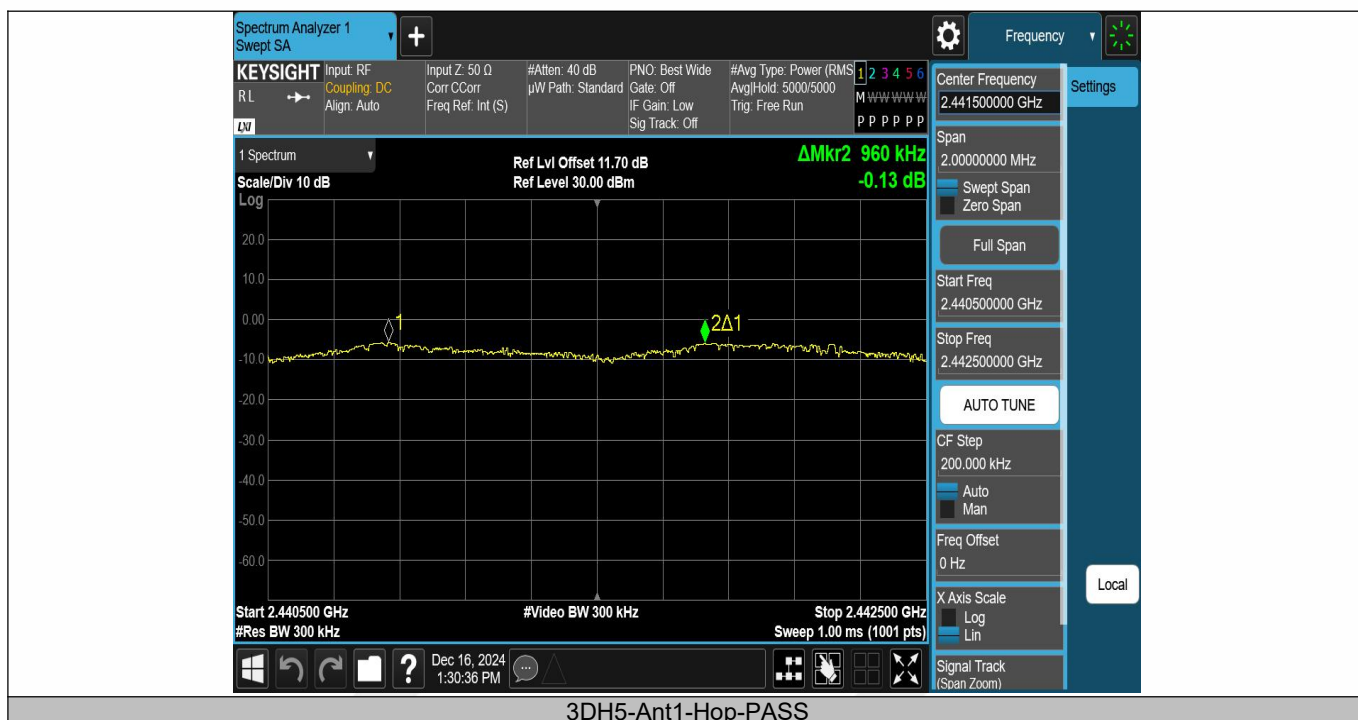 Spectrum Analyzer 1
Swept SA
+
Frequency
KEYSIGHT
RL
LXI
Input: RF
Coupling: DC
Align: Auto
Input Z: 50 Ω
Corr CCorr
Freq Ref: Int (S)
#Atten: 40 dB
µW Path: Standard
PNO: Best Wide
Gate: Off
IF Gain: Low
Sig Track: Off
#Avg Type: Power (RMS
Avg|Hold: 5000/5000
Trig: Free Run
1 2 3 4 5 6
M W W W W W
P P P P P P
1 Spectrum
Scale/Div 10 dB
Log
Ref Lvl Offset 11.70 dB
Ref Level 30.00 dBm
ΔMkr2 960 kHz
-0.13 dB
20.0
10.0
0.00
-10.0
-20.0
-30.0
-40.0
-50.0
-60.0
1
2Δ1
Start 2.440500 GHz
#Res BW 300 kHz
#Video BW 300 kHz
Stop 2.442500 GHz
Sweep 1.00 ms (1001 pts)
Center Frequency
2.441500000 GHz
Settings
Span
2.00000000 MHz
Swept Span
Zero Span
Full Span
Start Freq
2.440500000 GHz
Stop Freq
2.442500000 GHz
AUTO TUNE
CF Step
200.000 kHz
Auto
Man
Freq Offset
0 Hz
X Axis Scale
Log
Lin
Local
Signal Track
(Span Zoom)
?
Dec 16, 2024
1:30:36 PM
3DH5-Ant1-Hop-PASS